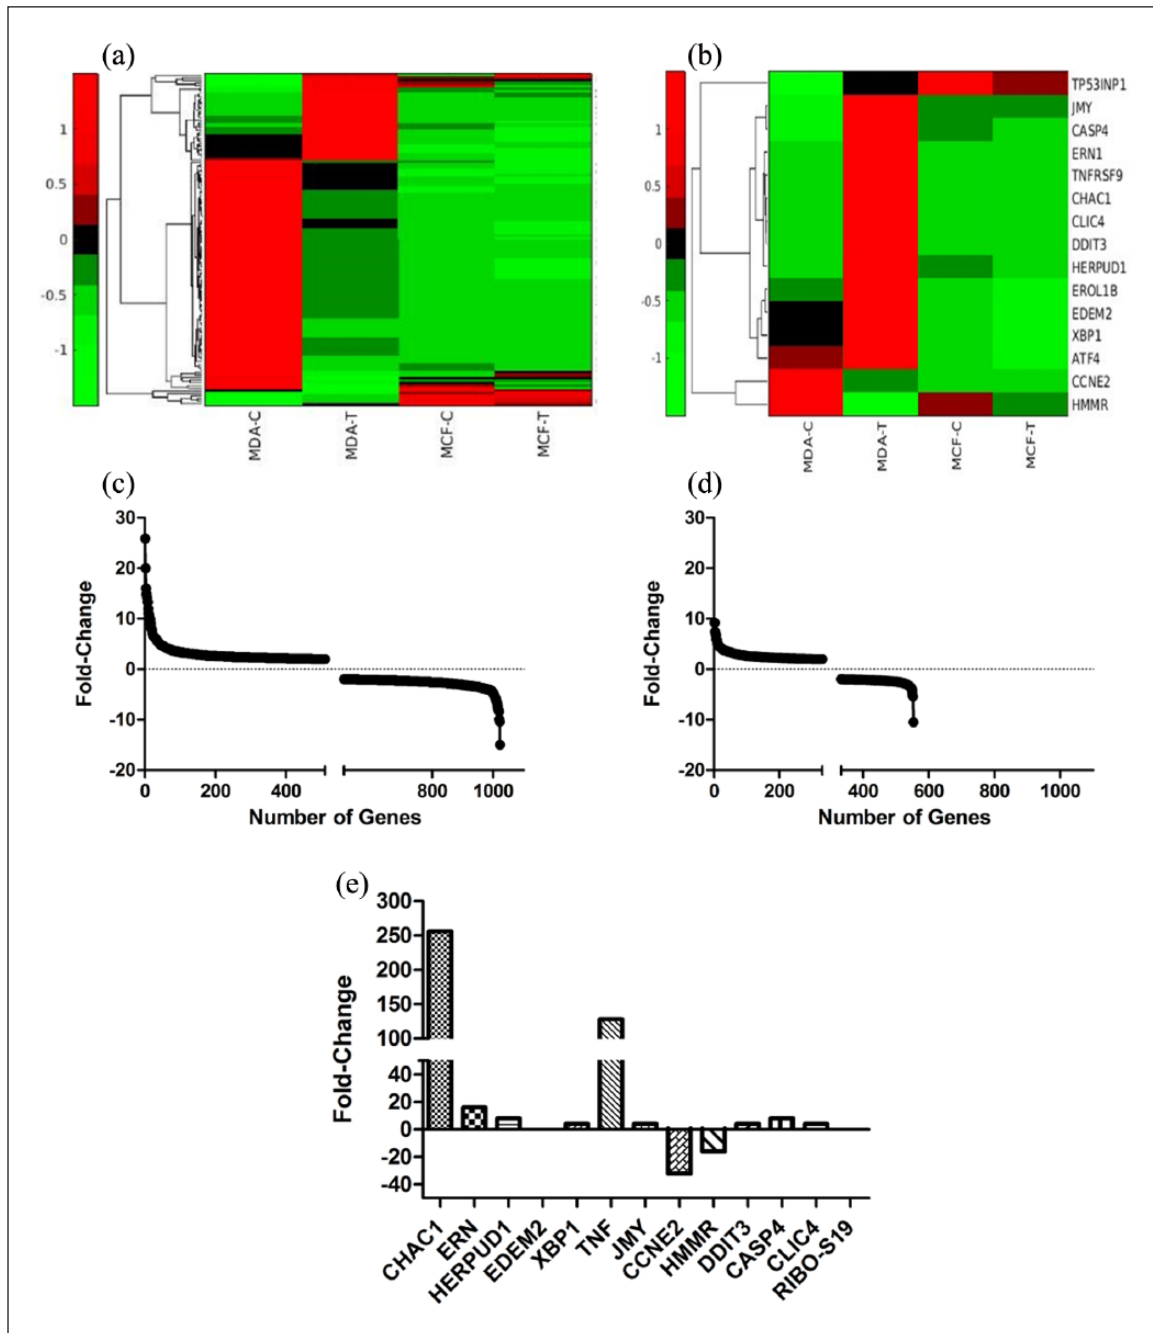 (a)
1
0.5
0
-0.5
-1
MDA-C
MDA-T
MCF-C
MCF-T
(b)
1
0.5
0
-0.5
-1
TP53INP1
JMY
CASP4
ERN1
TNFRSF9
CHAC1
CLIC4
DDIT3
HERPUD1
EROL1B
EDEM2
XBP1
ATF4
CCNE2
HMMR
MDA-C
MDA-T
MCF-C
MCF-T
(c)
Fold-Change
30
20
10
0
-10
-20
0 200 400 800 1000
Number of Genes
(d)
Fold-Change
30
20
10
0
-10
-20
0 200 400 600 800 1000
Number of Genes
(e)
Fold-Change
300
250
200
150
100
40
20
0
-20
-40
CHAC1
ERN
HERPUD1
EDEM2
XBP1
TNF
JMY
CCNE2
HMMR
DDIT3
CASP4
CLIC4
RIBO-S19